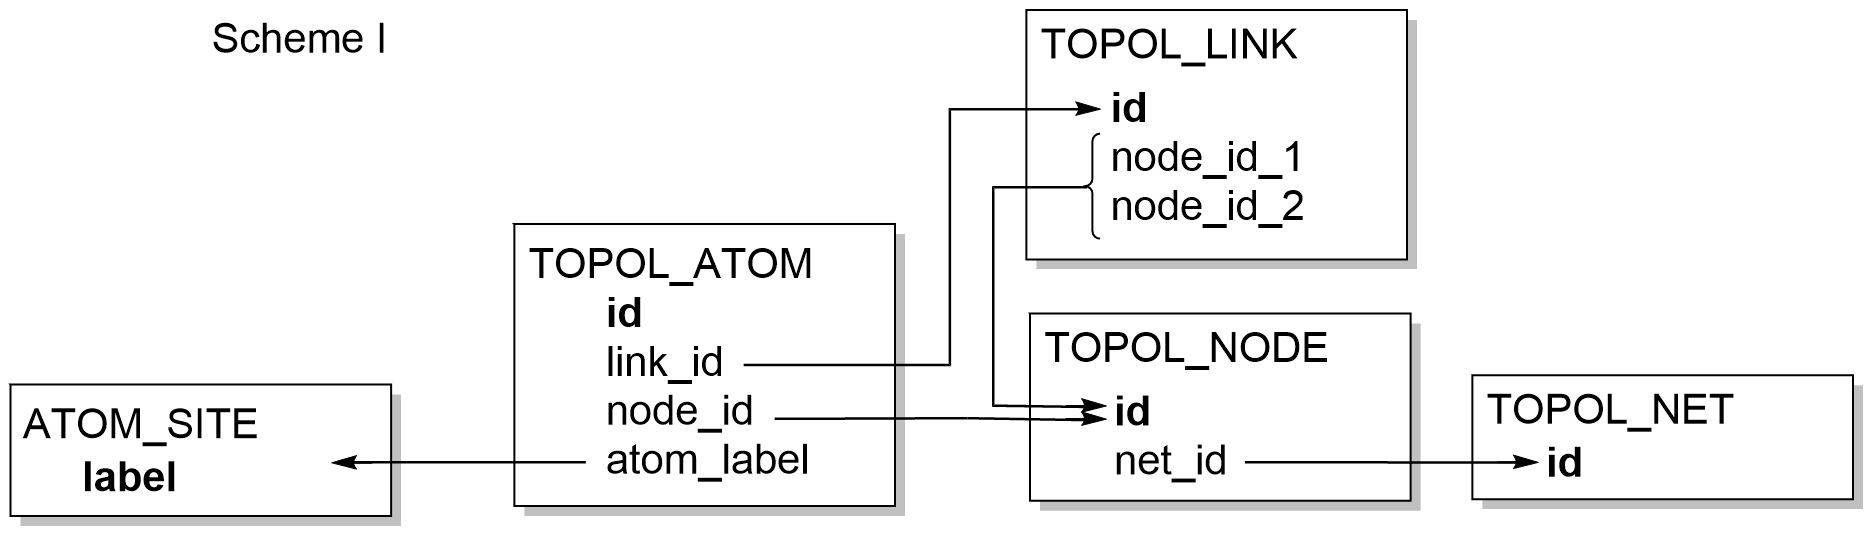 Scheme I
TOPOL_LINK
id
node_id_1
node_id_2
TOPOL_ATOM
id
link_id
node_id
atom_label
TOPOL_NODE
id
net_id
ATOM_SITE
label
TOPOL_NET
id